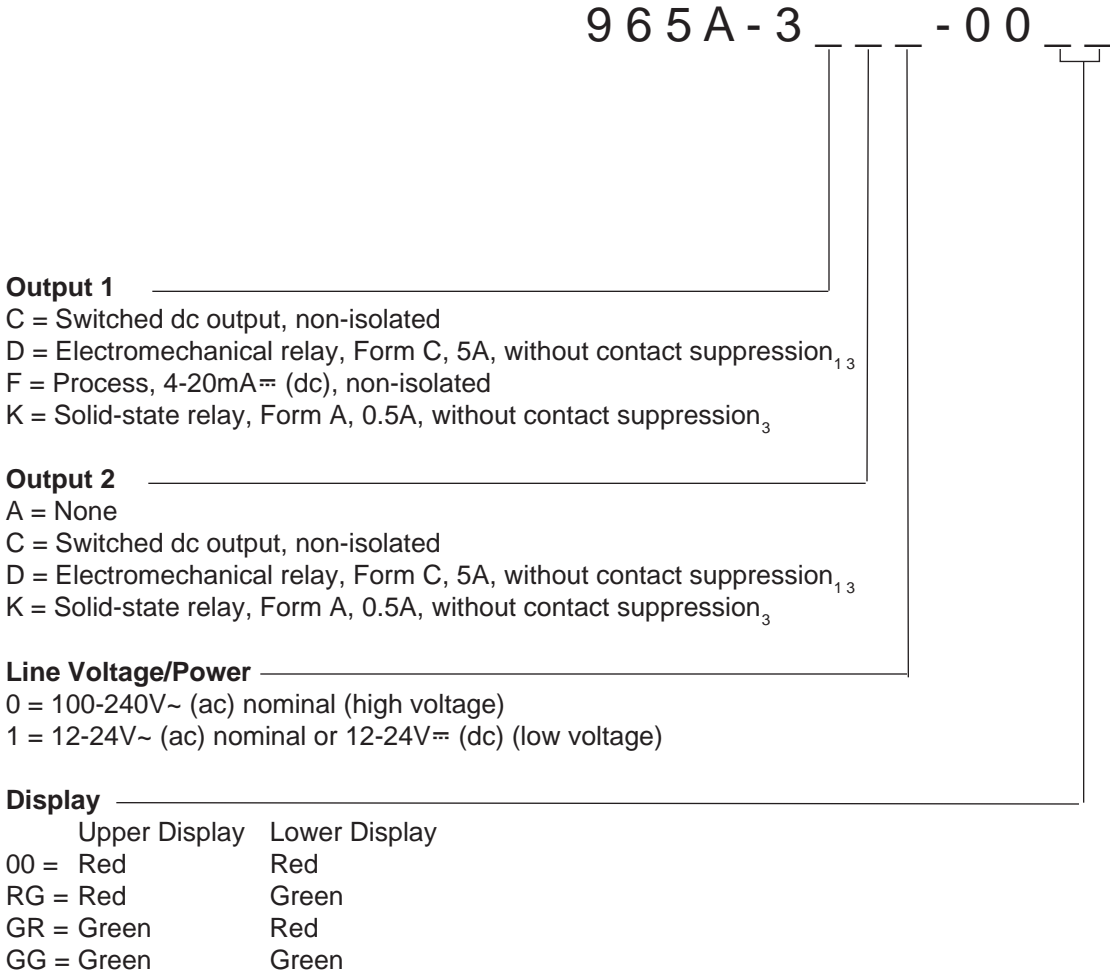 965A-3___-00__
Output 1
C = Switched dc output, non-isolated
D = Electromechanical relay, Form C, 5A, without contact suppression₁ ₃
F = Process, 4-20mA⎓ (dc), non-isolated
K = Solid-state relay, Form A, 0.5A, without contact suppression₃
Output 2
A = None
C = Switched dc output, non-isolated
D = Electromechanical relay, Form C, 5A, without contact suppression₁ ₃
K = Solid-state relay, Form A, 0.5A, without contact suppression₃
Line Voltage/Power
0 = 100-240V~ (ac) nominal (high voltage)
1 = 12-24V~ (ac) nominal or 12-24V⎓ (dc) (low voltage)
Display
Upper Display Lower Display
00 = Red Red
RG = Red Green
GR = Green Red
GG = Green Green